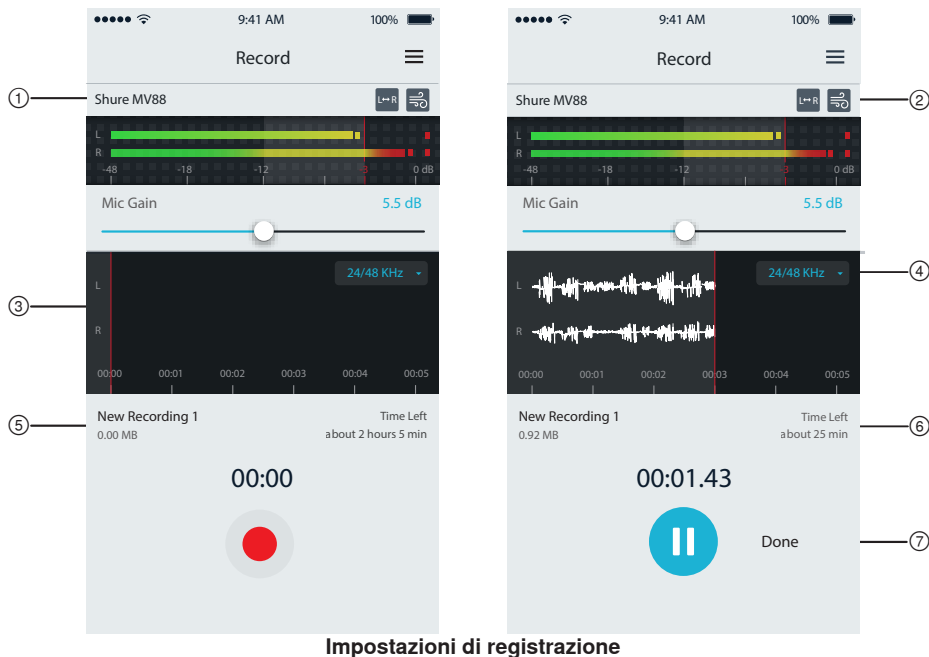 9:41 AM 100%
Record
① Shure MV88 L↔R
L
R
-48 -18 -12 -3 0 dB
Mic Gain 5.5 dB
③
L
R
24/48 KHz
00:00 00:01 00:02 00:03 00:04 00:05
⑤ New Recording 1 Time Left
0.00 MB about 2 hours 5 min
00:00
9:41 AM 100%
Record
Shure MV88 L↔R ②
L
R
-48 -18 -12 -3 0 dB
Mic Gain 5.5 dB
24/48 KHz ④
L
R
00:00 00:01 00:02 00:03 00:04 00:05
New Recording 1 Time Left ⑥
0.92 MB about 25 min
00:01.43
Done ⑦
Impostazioni di registrazione